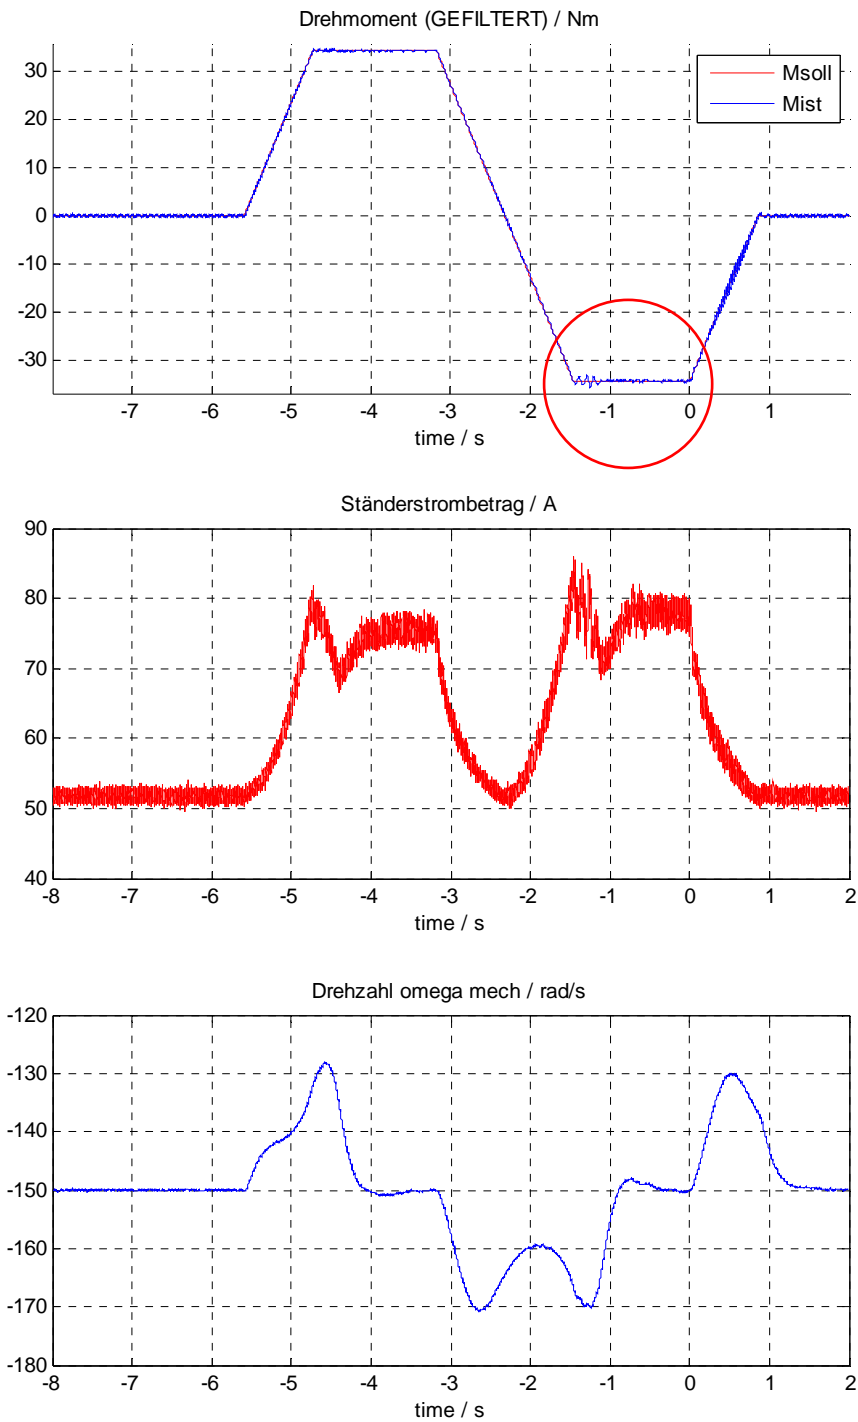 Drehmoment (GEFILTERT) / Nm
30
20
10
0
-10
-20
-30
Msoll
Mist
-7 -6 -5 -4 -3 -2 -1 0 1
time / s
Ständerstrombetrag / A
90
80
70
60
50
40
-8 -7 -6 -5 -4 -3 -2 -1 0 1 2
time / s
Drehzahl omega mech / rad/s
-120
-130
-140
-150
-160
-170
-180
-8 -7 -6 -5 -4 -3 -2 -1 0 1 2
time / s